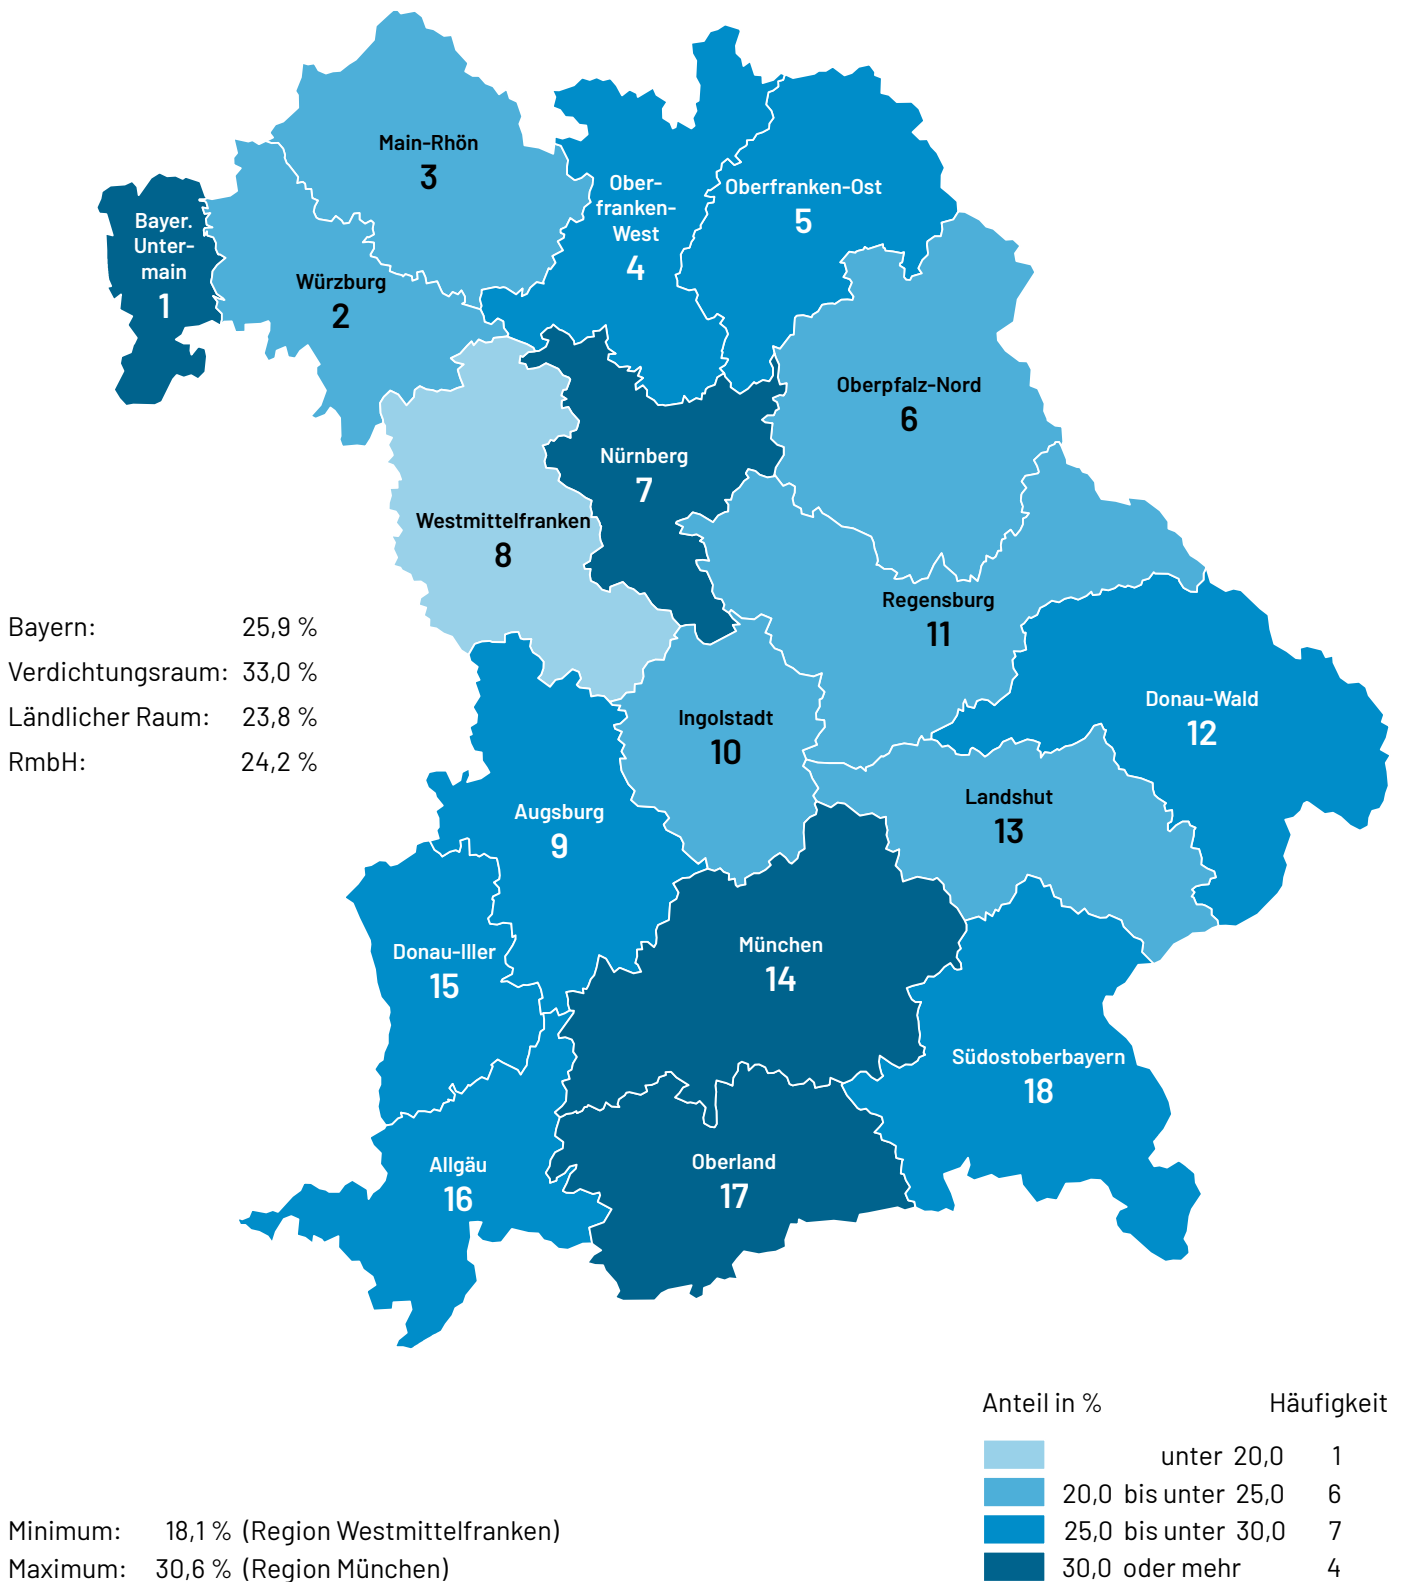 Main-Rhön
3
Ober-
franken-
West
4
Oberfranken-Ost
5
Bayer.
Unter-
main
1
Würzburg
2
Oberpfalz-Nord
6
Nürnberg
7
Westmittelfranken
8
Regensburg
11
Bayern: 25,9 %
Verdichtungsraum: 33,0 %
Ländlicher Raum: 23,8 %
RmbH: 24,2 %
Donau-Wald
12
Ingolstadt
10
Landshut
13
Augsburg
9
Donau-Iller
15
München
14
Südostoberbayern
18
Allgäu
16
Oberland
17
Anteil in % Häufigkeit
unter 20,0 1
20,0 bis unter 25,0 6
25,0 bis unter 30,0 7
30,0 oder mehr 4
Minimum: 18,1 % (Region Westmittelfranken)
Maximum: 30,6 % (Region München)